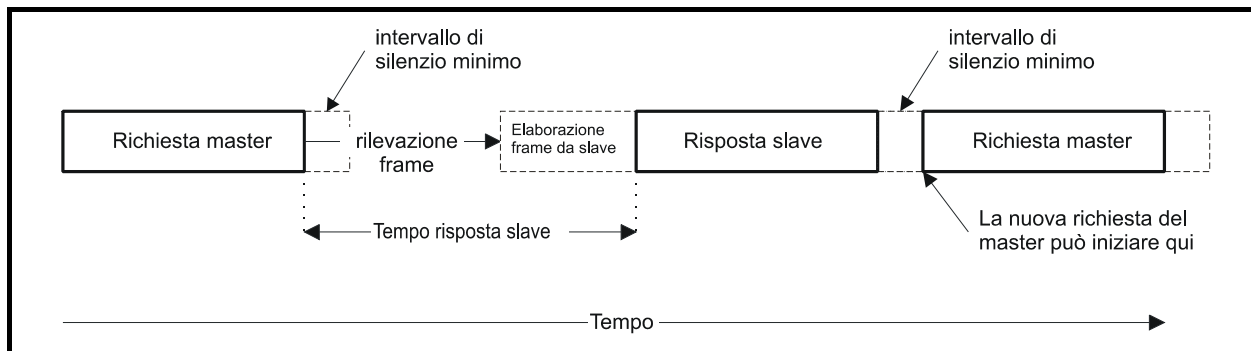 intervallo di
silenzio minimo
intervallo di
silenzio minimo
Richiesta master
rilevazione
frame
Elaborazione
frame da slave
Risposta slave
Richiesta master
Tempo risposta slave
La nuova richiesta del
master può iniziare qui
Tempo